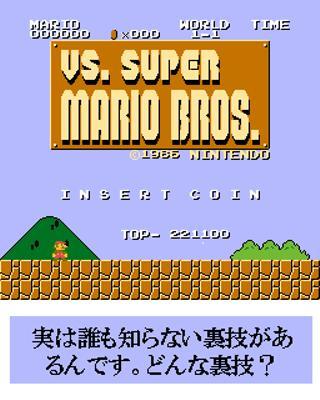 MARIO WORLD TIME
000000 ×000 1-1
VS. SUPER
MARIO BROS.
©1986 NINTENDO
INSERT COIN
TOP- 221100
実は誰も知らない裏技があ
るんです。どんな裏技？